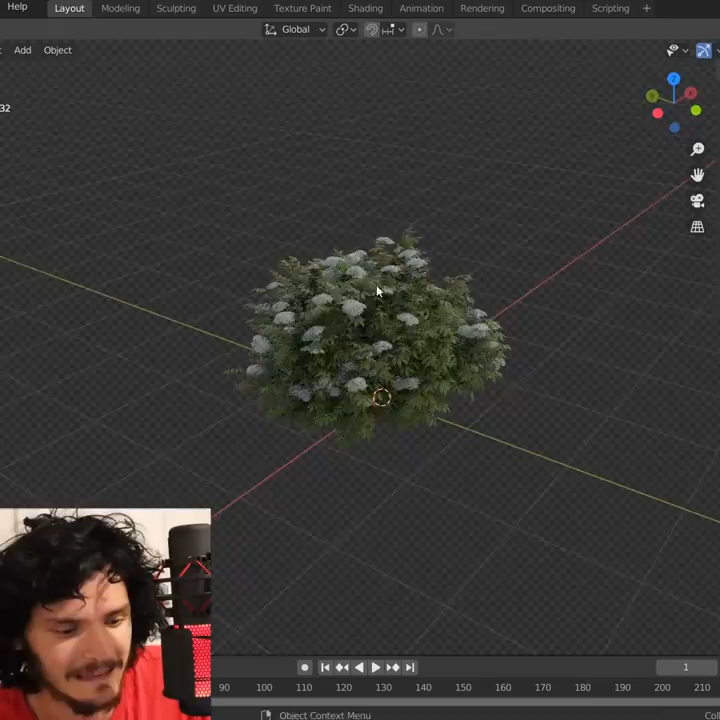 Help Layout Modeling Sculpting UV Editing Texture Paint Shading Animation Rendering Compositing Scripting +
Global
Add Object
Z
X
Y
32
1
90 100 110 120 130 140 150 160 170 180 190 200 210
Object Context Menu